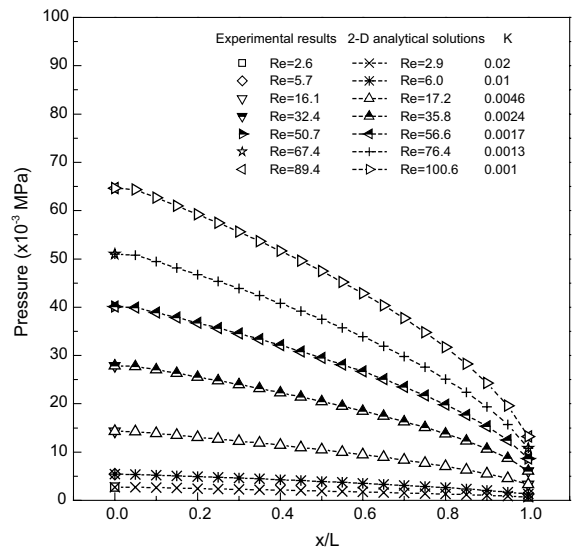 Experimental results 2-D analytical solutions K
Re=2.6 Re=2.9 0.02
Re=5.7 Re=6.0 0.01
Re=16.1 Re=17.2 0.0046
Re=32.4 Re=35.8 0.0024
Re=50.7 Re=56.6 0.0017
Re=67.4 Re=76.4 0.0013
Re=89.4 Re=100.6 0.001
Pressure (x10⁻³ MPa)
100
90
80
70
60
50
40
30
20
10
0
0.0 0.2 0.4 0.6 0.8 1.0
x/L